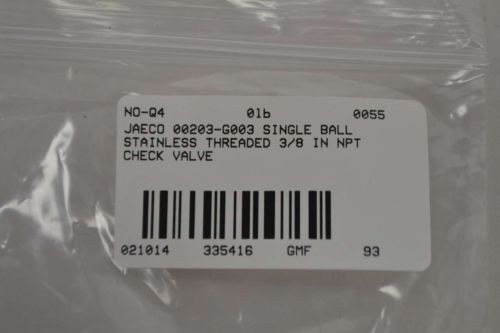 NO-Q4 01b 0055
JAECO 00203-G003 SINGLE BALL
STAINLESS THREADED 3/8 IN NPT
CHECK VALVE
021014 335416 GMF 93